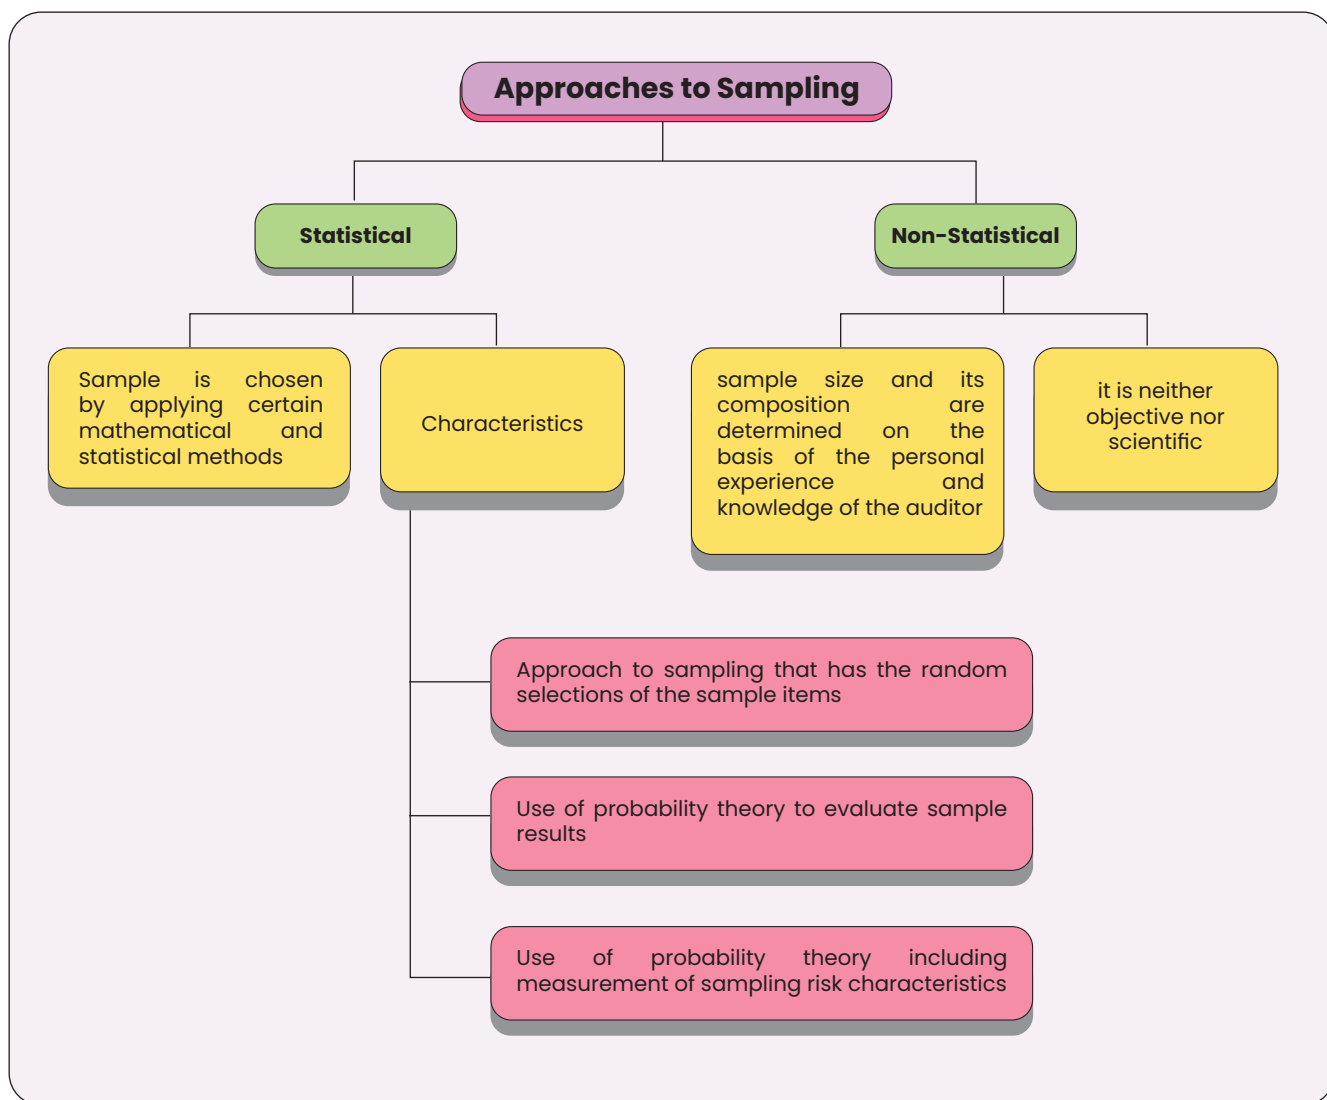 Approaches to Sampling
Statistical
Non-Statistical
Sample is chosen
by applying certain
mathematical and
statistical methods
Characteristics
sample size and its
composition are
determined on the
basis of the personal
experience and
knowledge of the auditor
it is neither
objective nor
scientific
Approach to sampling that has the random
selections of the sample items
Use of probability theory to evaluate sample
results
Use of probability theory including
measurement of sampling risk characteristics